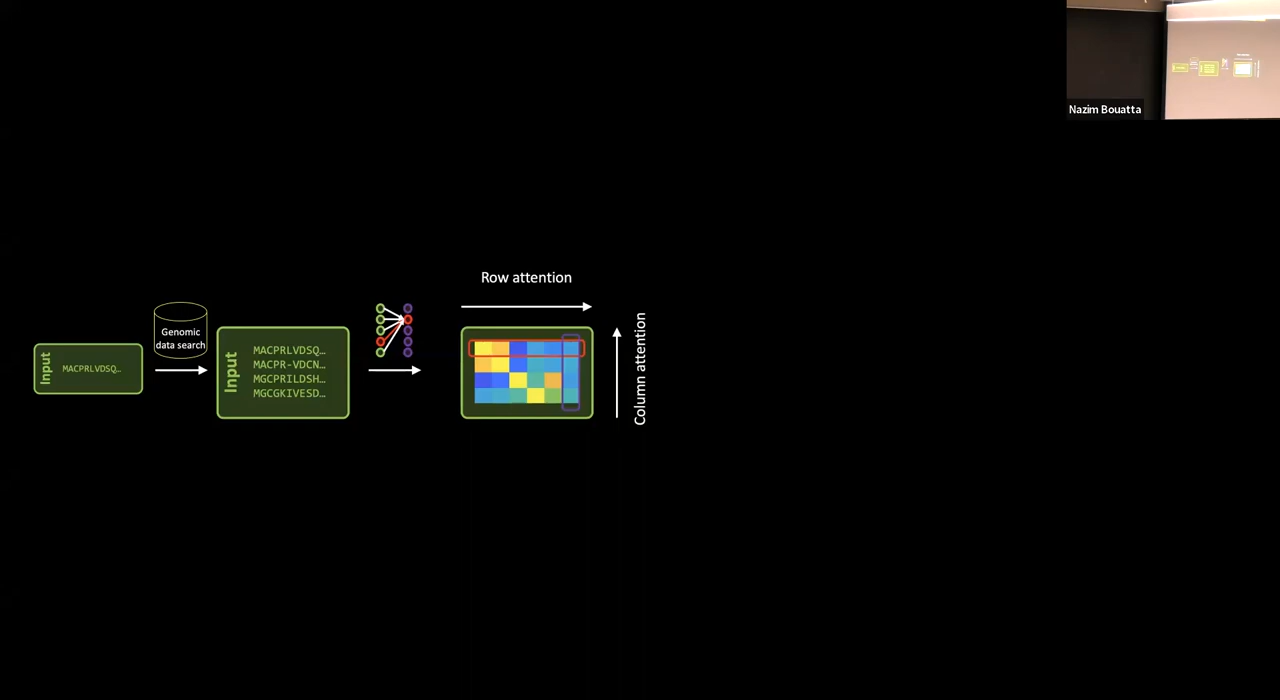 Nazim Bouatta
Row attention
Column attention
Genomic
data search
Input
MACPRLVDSQ…
Input
MACPRLVDSQ…
MACPR-VDCN…
MGCPRILDSH…
MGCGKIVESD…